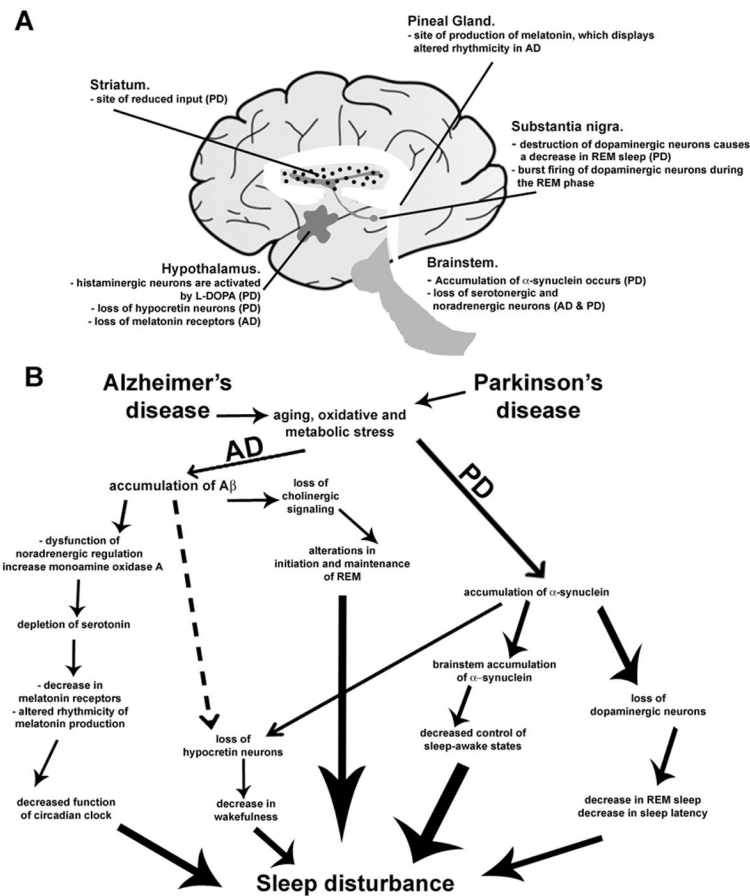 A
Pineal Gland.
- site of production of melatonin, which displays
altered rhythmicity in AD
Striatum.
- site of reduced input (PD)
Substantia nigra.
- destruction of dopaminergic neurons causes
a decrease in REM sleep (PD)
- burst firing of dopaminergic neurons during
the REM phase
Hypothalamus.
- histaminergic neurons are activated
by L-DOPA (PD)
- loss of hypocretin neurons (PD)
- loss of melatonin receptors (AD)
Brainstem.
- Accumulation of α-synuclein occurs (PD)
- loss of serotonergic and
noradrenergic neurons (AD & PD)
B
Alzheimer's
disease
Parkinson's
disease
aging, oxidative and
metabolic stress
AD
PD
accumulation of Aβ
loss of
cholinergic
signaling
- dysfunction of
noradrenergic regulation
increase monoamine oxidase A
alterations in
initiation and maintenance
of REM
accumulation of α-synuclein
depletion of serotonin
brainstem accumulation
of α-synuclein
- decrease in
melatonin receptors
- altered rhythmicity of
melatonin production
loss of
dopaminergic neurons
loss of
hypocretin neurons
decreased control of
sleep-awake states
decreased function
of circadian clock
decrease in
wakefulness
decrease in REM sleep
decrease in sleep latency
Sleep disturbance